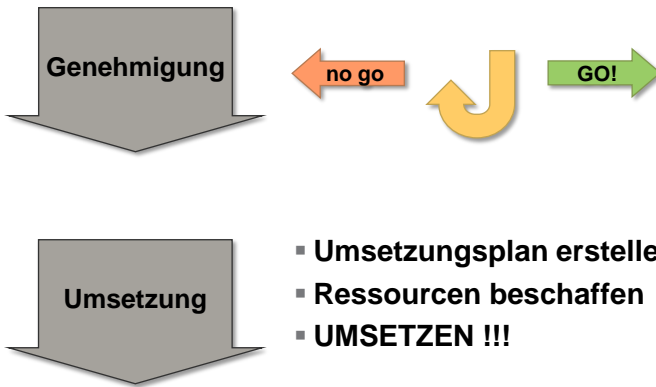 Genehmigung
no go
GO!
Umsetzung
▪ Umsetzungsplan erstelle
▪ Ressourcen beschaffen
▪ UMSETZEN !!!